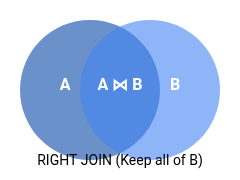 A A ⋈ B B
RIGHT JOIN (Keep all of B)